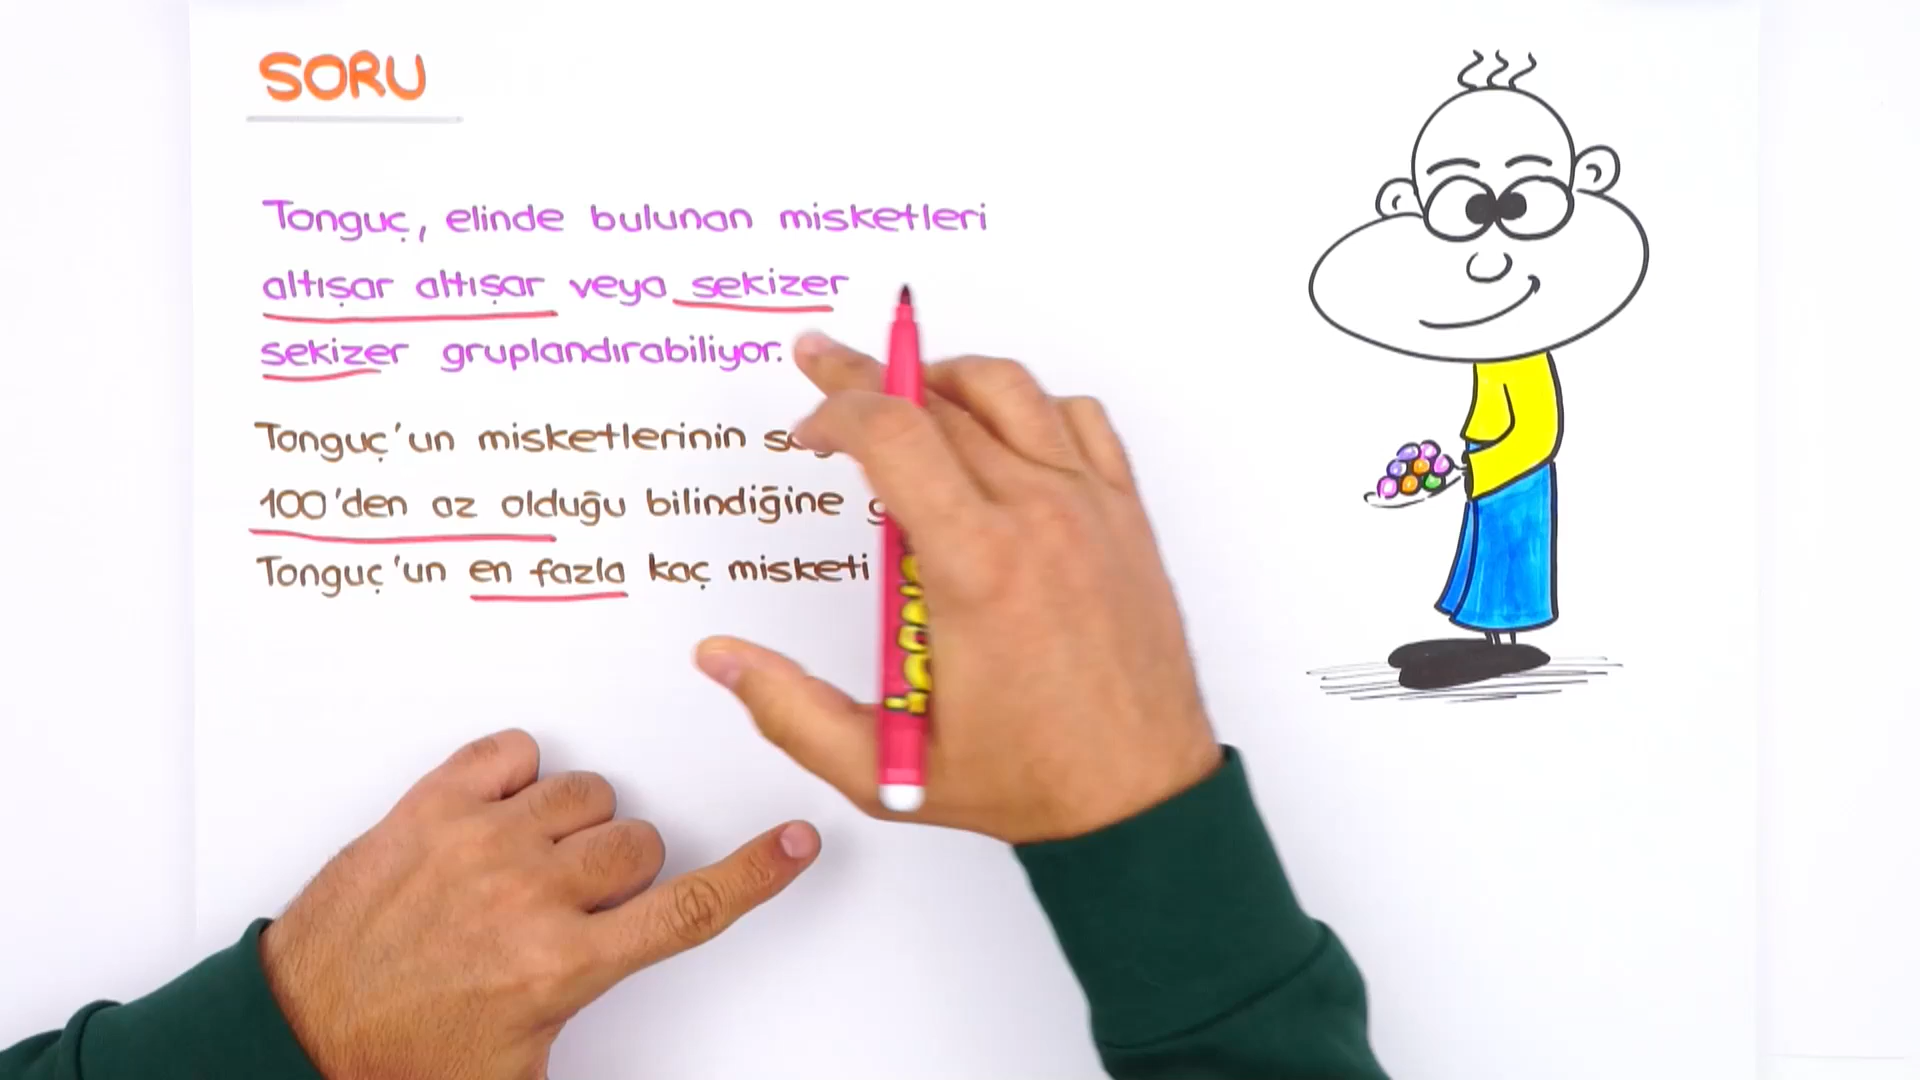 SORU
Tonguç, elinde bulunan misketleri
altışar altışar veya sekizer
sekizer gruplandırabiliyor.
Tonguç'un misketlerinin
100'den az olduğu bilindiğine
Tonguç'un en fazla kaç misketi